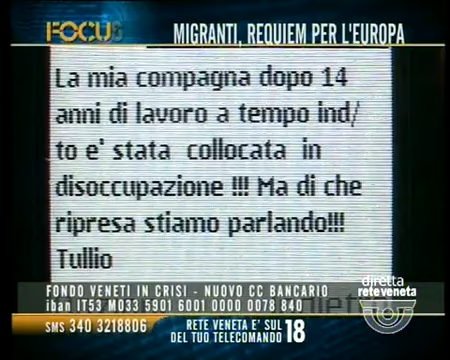 FOCUS
MIGRANTI, REQUIEM PER L'EUROPA
La mia compagna dopo 14
anni di lavoro a tempo ind/
to e' stata collocata in
disoccupazione !!! Ma di che
ripresa stiamo parlando!!!
Tullio
diretta
reteveneta
FONDO VENETI IN CRISI - NUOVO CC BANCARIO
iban IT53 M033 5901 6001 0000 0078 840
SMS 340 3218806
RETE VENETA E' SUL
DEL TUO TELECOMANDO 18